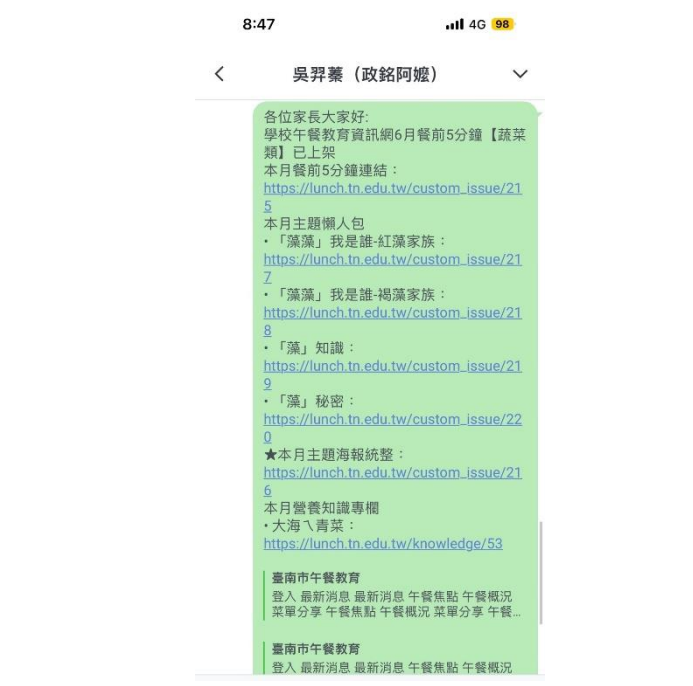 8:47
4G 98
吳羿蓁（政銘阿嬤）
各位家長大家好:
學校午餐教育資訊網6月餐前5分鐘【蔬菜
類】已上架
本月餐前5分鐘連結：
https://lunch.tn.edu.tw/custom_issue/21
5
本月主題懶人包
•「藻藻」我是誰-紅藻家族：
https://lunch.tn.edu.tw/custom_issue/21
7
•「藻藻」我是誰-褐藻家族：
https://lunch.tn.edu.tw/custom_issue/21
8
•「藻」知識：
https://lunch.tn.edu.tw/custom_issue/21
9
•「藻」秘密：
https://lunch.tn.edu.tw/custom_issue/22
0
★本月主題海報統整：
https://lunch.tn.edu.tw/custom_issue/21
6
本月營養知識專欄
•大海ㄟ青菜：
https://lunch.tn.edu.tw/knowledge/53
臺南市午餐教育
登入 最新消息 最新消息 午餐焦點 午餐概況
菜單分享 午餐焦點 午餐概況 菜單分享 午餐...
臺南市午餐教育
登入 最新消息 最新消息 午餐焦點 午餐概況